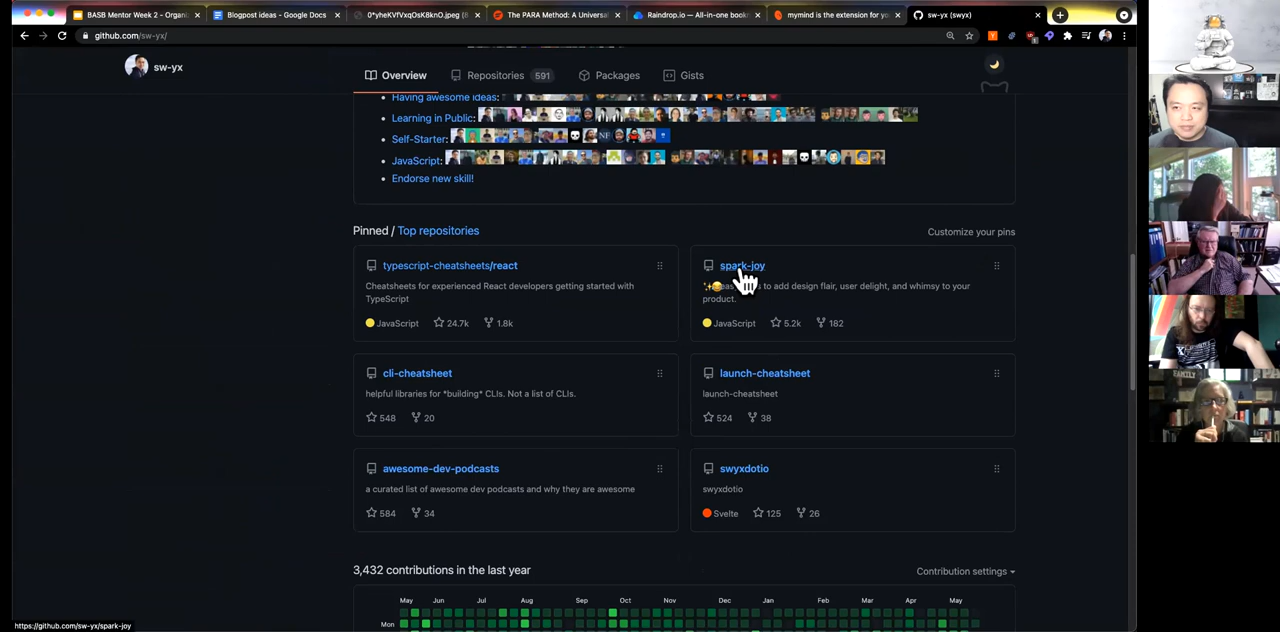 BASB Mentor Week 2 - Organi
Blogpost ideas - Google Docs
0*yheKVfVxqOsK8knO.jpeg (
The PARA Method: A Universal
Raindrop.io — All-in-one bookm
mymind is the extension for yo
sw-yx (swyx)
github.com/sw-yx/
sw-yx
Overview
Repositories 591
Packages
Gists
Having awesome ideas:
Learning in Public:
Self-Starter:
JavaScript:
Endorse new skill!
Pinned / Top repositories
Customize your pins
typescript-cheatsheets/react
Cheatsheets for experienced React developers getting started with
TypeScript
JavaScript 24.7k 1.8k
spark-joy
to add design flair, user delight, and whimsy to your
product.
JavaScript 5.2k 182
cli-cheatsheet
helpful libraries for *building* CLIs. Not a list of CLIs.
548 20
launch-cheatsheet
launch-cheatsheet
524 38
awesome-dev-podcasts
a curated list of awesome dev podcasts and why they are awesome
584 34
swyxdotio
swyxdotio
Svelte 125 26
3,432 contributions in the last year
Contribution settings
May Jun Jul Aug Sep Oct Nov Dec Jan Feb Mar Apr May
Mon
https://github.com/sw-yx/spark-joy
FAMILY